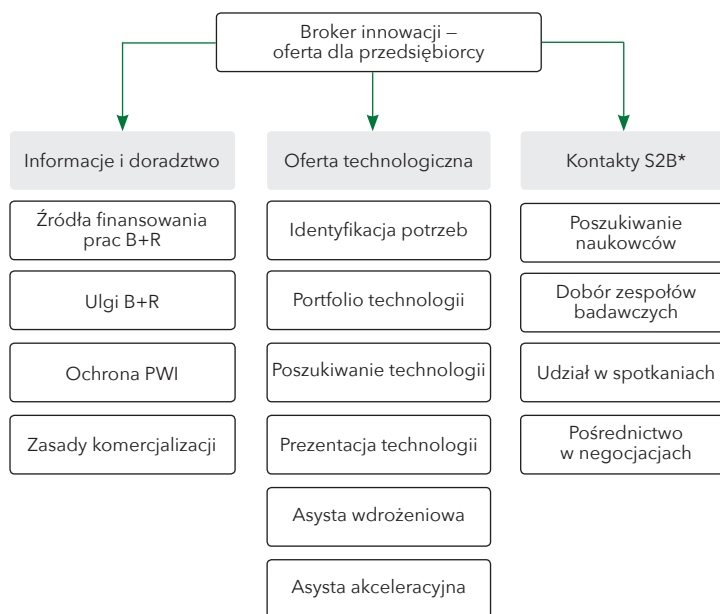 Broker innowacji –
oferta dla przedsiębiorcy
Informacje i doradztwo
Źródła finansowania
prac B+R
Ulgi B+R
Ochrona PWI
Zasady komercjalizacji
Oferta technologiczna
Identyfikacja potrzeb
Portfolio technologii
Poszukiwanie technologii
Prezentacja technologii
Asysta wdrożeniowa
Asysta akceleracyjna
Kontakty S2B*
Poszukiwanie
naukowców
Dobór zespołów
badawczych
Udział w spotkaniach
Pośrednictwo
w negocjacjach